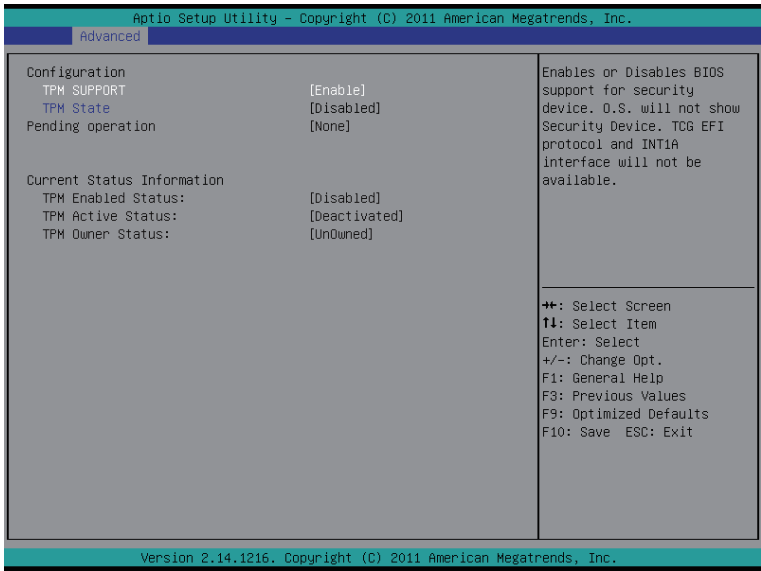 Aptio Setup Utility – Copyright (C) 2011 American Megatrends, Inc.
Advanced
Configuration
TPM SUPPORT [Enable]
TPM State [Disabled]
Pending operation [None]
Current Status Information
TPM Enabled Status: [Disabled]
TPM Active Status: [Deactivated]
TPM Owner Status: [UnOwned]
Enables or Disables BIOS
support for security
device. O.S. will not show
Security Device. TCG EFI
protocol and INT1A
interface will not be
available.
→←: Select Screen
↑↓: Select Item
Enter: Select
+/-: Change Opt.
F1: General Help
F3: Previous Values
F9: Optimized Defaults
F10: Save ESC: Exit
Version 2.14.1216. Copyright (C) 2011 American Megatrends, Inc.